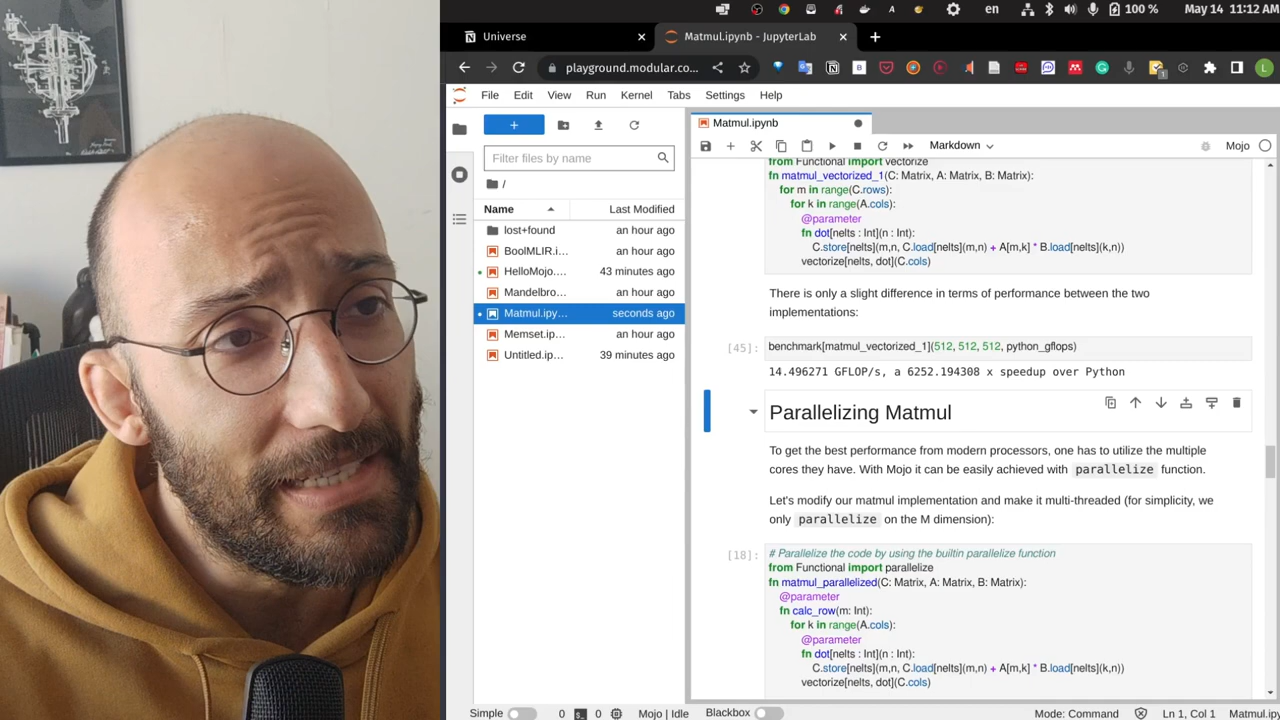 en
100 %
May 14 11:12 AM
Universe
Matmul.ipynb - JupyterLab
playground.modular.co...
1
L
File Edit View Run Kernel Tabs Settings Help
+
Filter files by name
/
Name
Last Modified
lost+found an hour ago
BoolMLIR.i... an hour ago
HelloMojo.... 43 minutes ago
Mandelbro... an hour ago
Matmul.ipy... seconds ago
Memset.ip... an hour ago
Untitled.ip... 39 minutes ago
Matmul.ipynb
Markdown
Mojo
from Functional import vectorize
fn matmul_vectorized_1(C: Matrix, A: Matrix, B: Matrix):
for m in range(C.rows):
for k in range(A.cols):
@parameter
fn dot[nelts : Int](n : Int):
C.store[nelts](m,n, C.load[nelts](m,n) + A[m,k] * B.load[nelts](k,n))
vectorize[nelts, dot](C.cols)
There is only a slight difference in terms of performance between the two
implementations:
[45]: benchmark[matmul_vectorized_1](512, 512, 512, python_gflops)
14.496271 GFLOP/s, a 6252.194308 x speedup over Python
Parallelizing Matmul
To get the best performance from modern processors, one has to utilize the multiple
cores they have. With Mojo it can be easily achieved with parallelize function.
Let's modify our matmul implementation and make it multi-threaded (for simplicity, we
only parallelize on the M dimension):
[18]: # Parallelize the code by using the builtin parallelize function
from Functional import parallelize
fn matmul_parallelized(C: Matrix, A: Matrix, B: Matrix):
@parameter
fn calc_row(m: Int):
for k in range(A.cols):
@parameter
fn dot[nelts : Int](n : Int):
C.store[nelts](m,n, C.load[nelts](m,n) + A[m,k] * B.load[nelts](k,n))
vectorize[nelts, dot](C.cols)
Simple 0 0 Mojo | Idle Blackbox Mode: Command Ln 1, Col 1 Matmul.ip